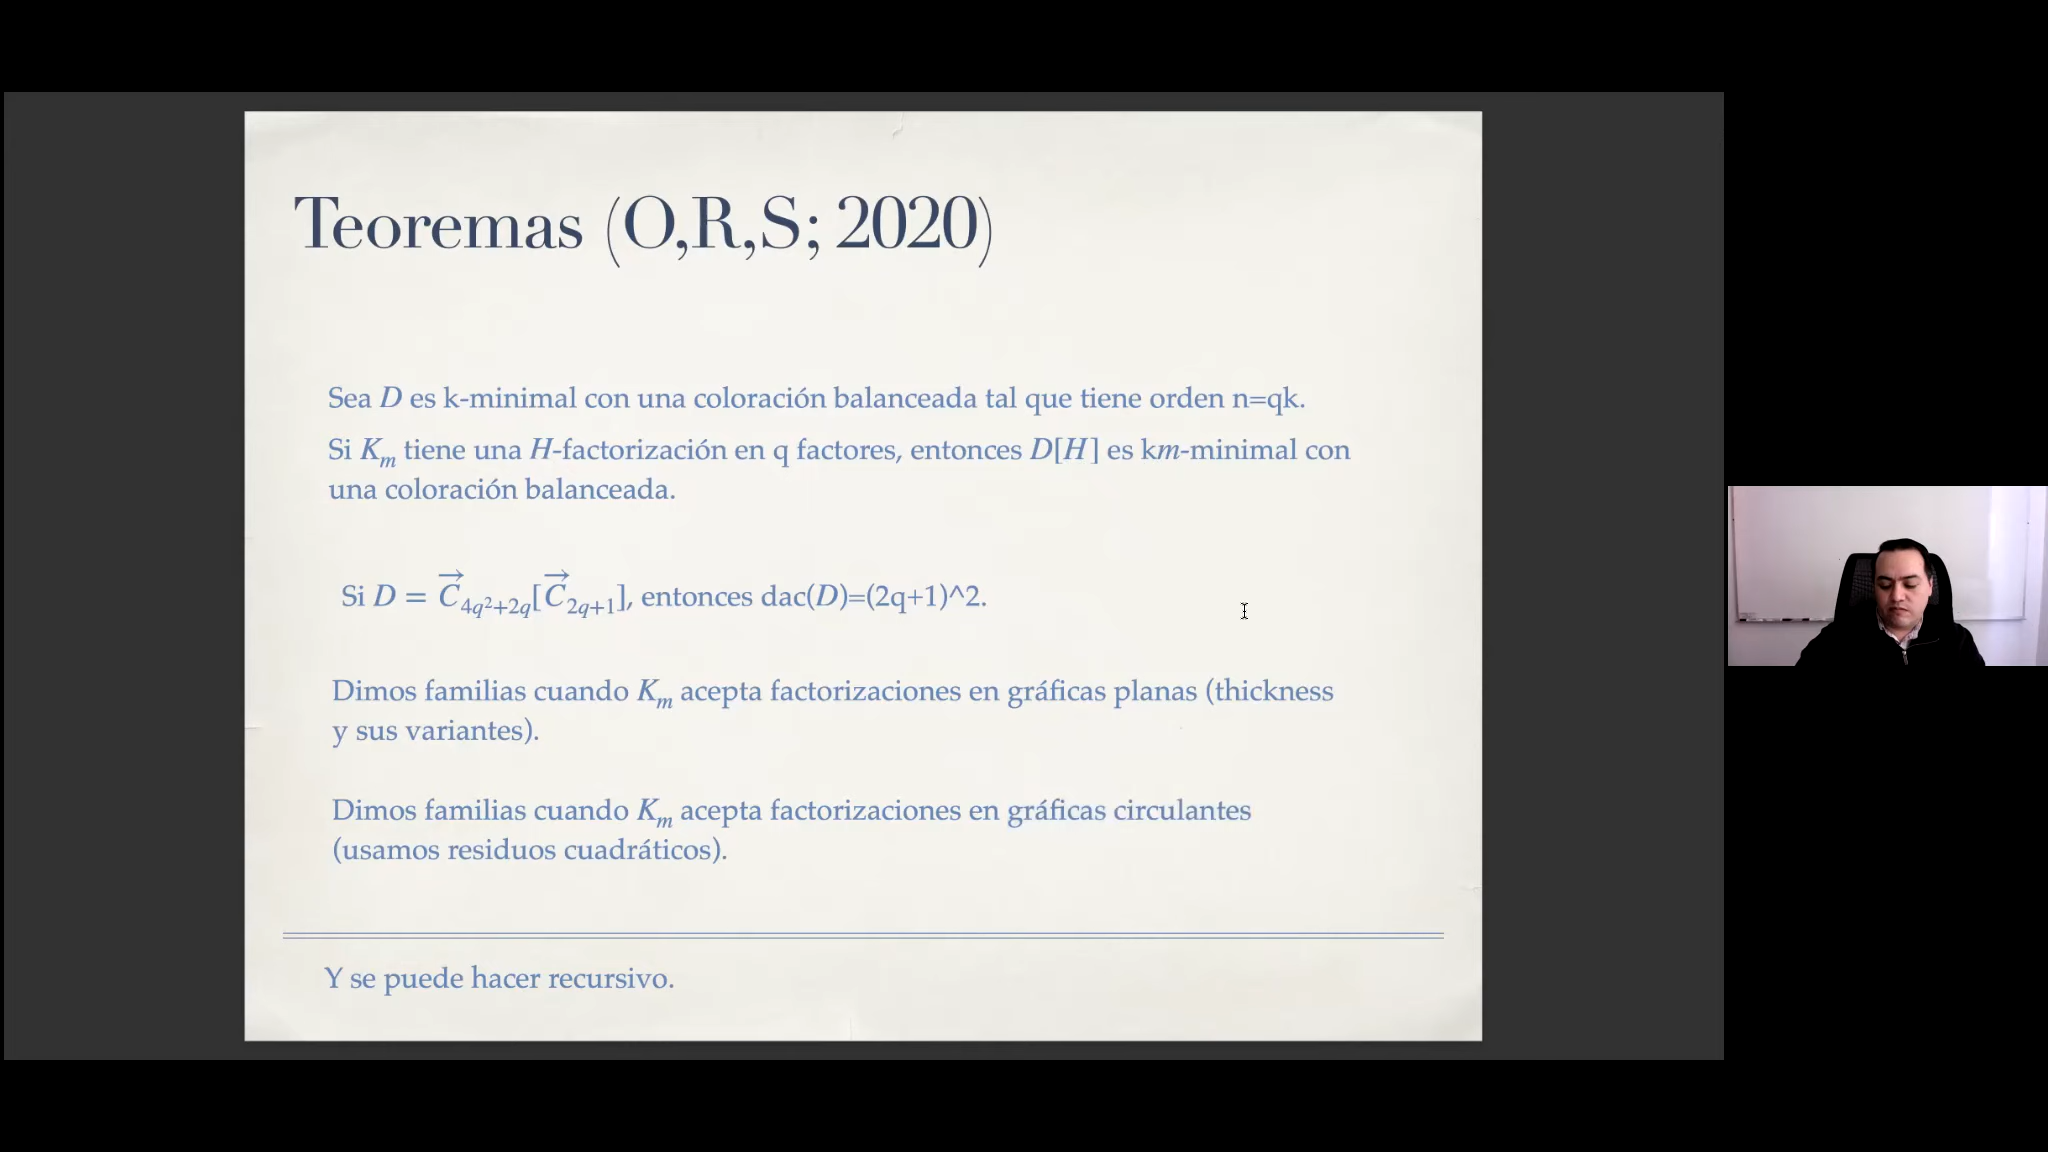 Teoremas (O,R,S; 2020)
Sea D es k-minimal con una coloración balanceada tal que tiene orden n=qk.
Si K_m tiene una H-factorización en q factores, entonces D[H] es km-minimal con
una coloración balanceada.
Si D = \overrightarrow{C}_{4q^2+2q}[\overrightarrow{C}_{2q+1}], entonces dac(D)=(2q+1)^2.
Dimos familias cuando K_m acepta factorizaciones en gráficas planas (thickness
y sus variantes).
Dimos familias cuando K_m acepta factorizaciones en gráficas circulantes
(usamos residuos cuadráticos).
Y se puede hacer recursivo.